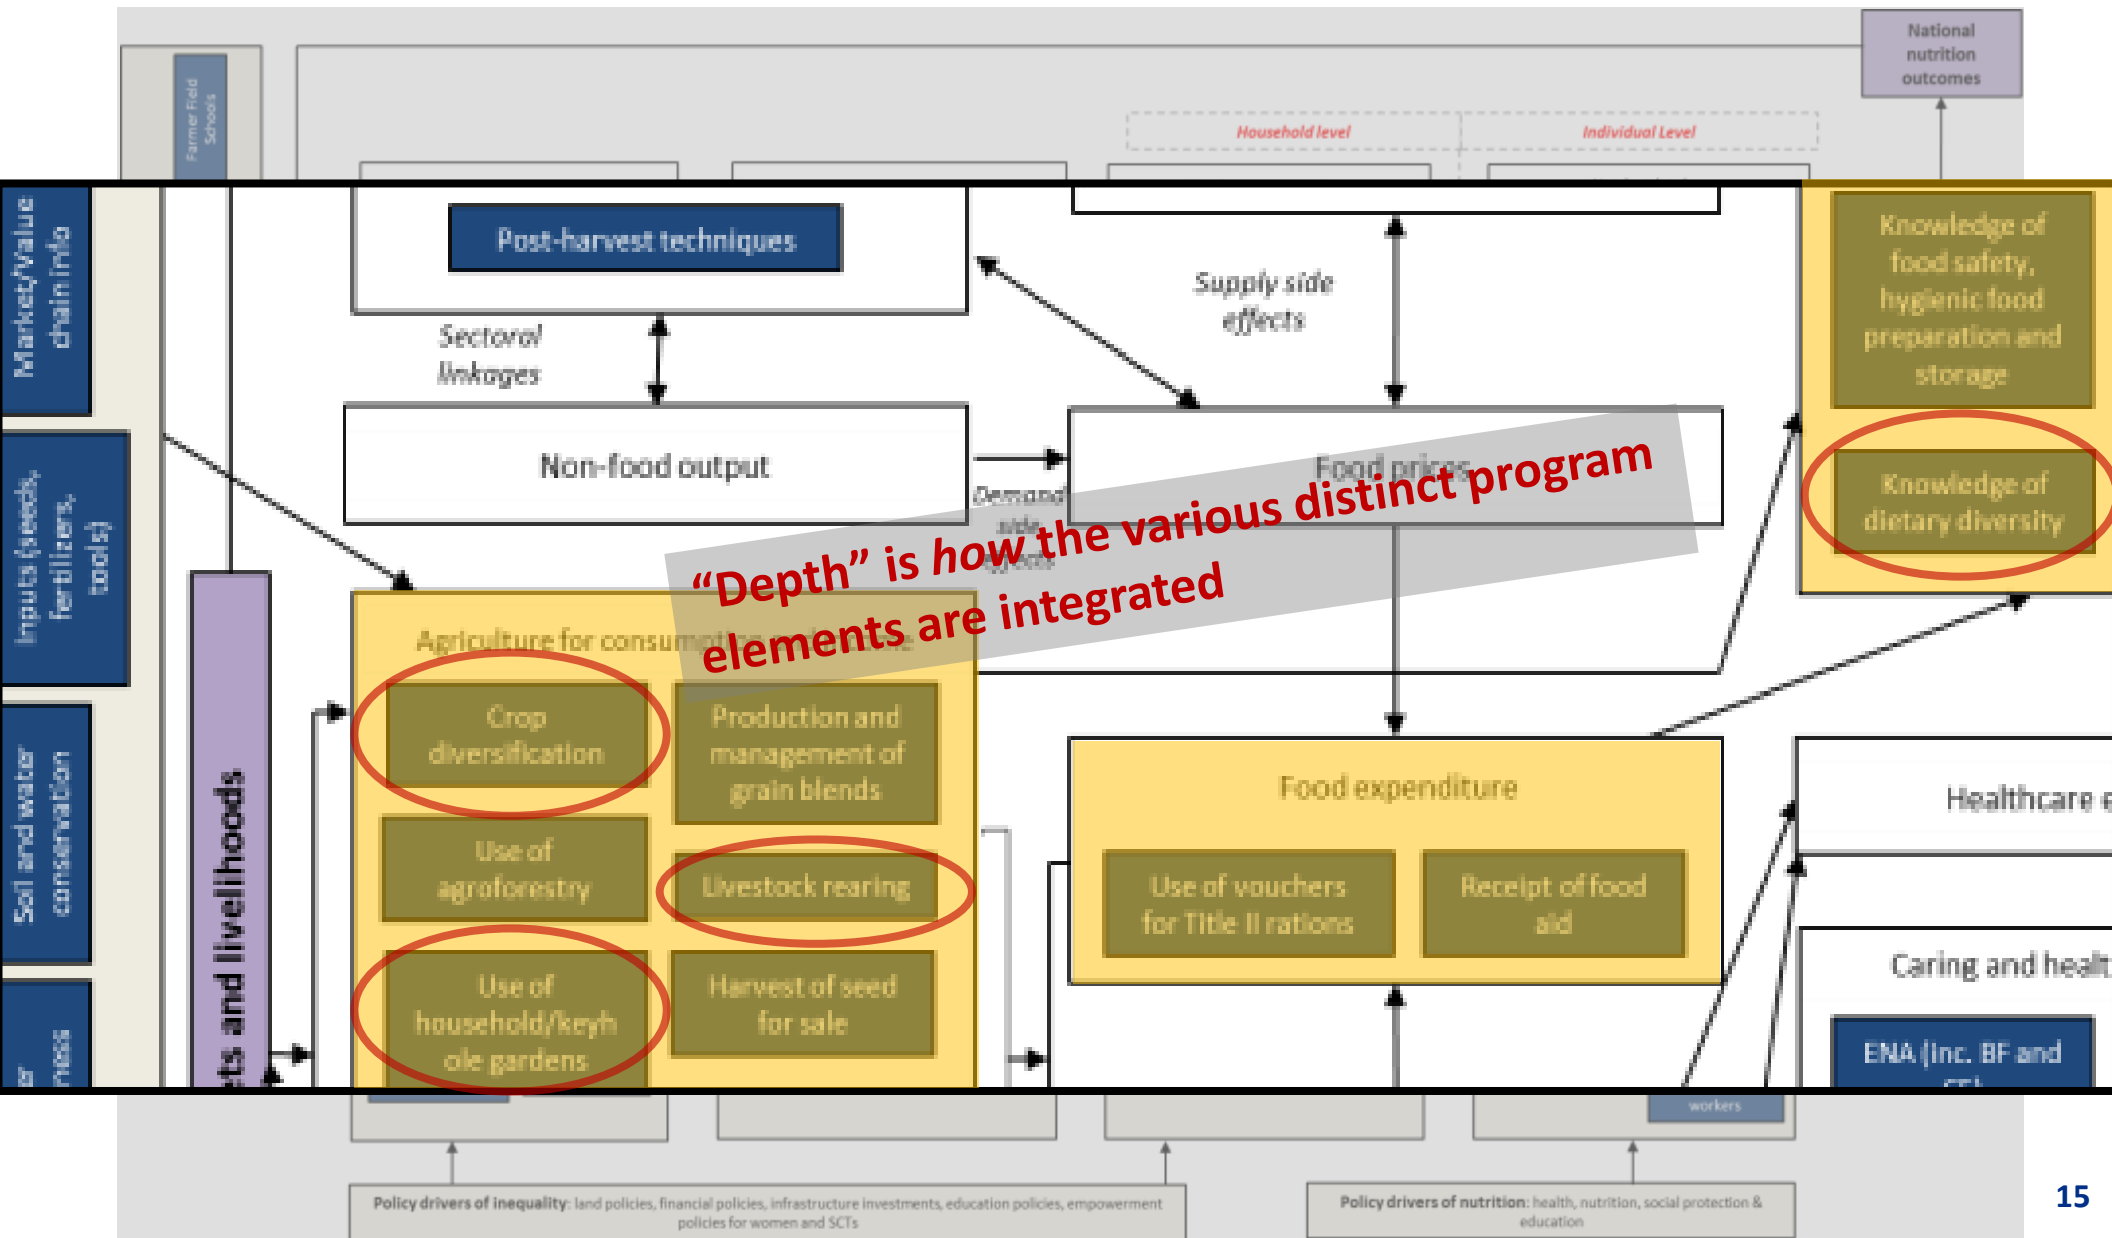 National
nutrition
outcomes
Farmer Field
Schools
Household level
Individual Level
Market/value
chain info
Post-harvest techniques
Sectoral
linkages
Supply side
effects
Knowledge of
food safety,
hygienic food
preparation and
storage
Knowledge of
dietary diversity
Inputs (seeds,
fertilizers,
tools)
Non-food output
Demand
side
effects
Food prices
“Depth” is how the various distinct program
elements are integrated
Agriculture for consumption and income
Crop
diversification
Production and
management of
grain blends
Use of
agroforestry
Livestock rearing
Use of
household/keyh
ole gardens
Harvest of seed
for sale
Soil and water
conservation
ets and livelihoods
Food expenditure
Use of vouchers
for Title II rations
Receipt of food
aid
Healthcare e
Caring and healt
ENA (inc. BF and
workers
Policy drivers of inequality: land policies, financial policies, infrastructure investments, education policies, empowerment
policies for women and SCTs
Policy drivers of nutrition: health, nutrition, social protection &
education
15